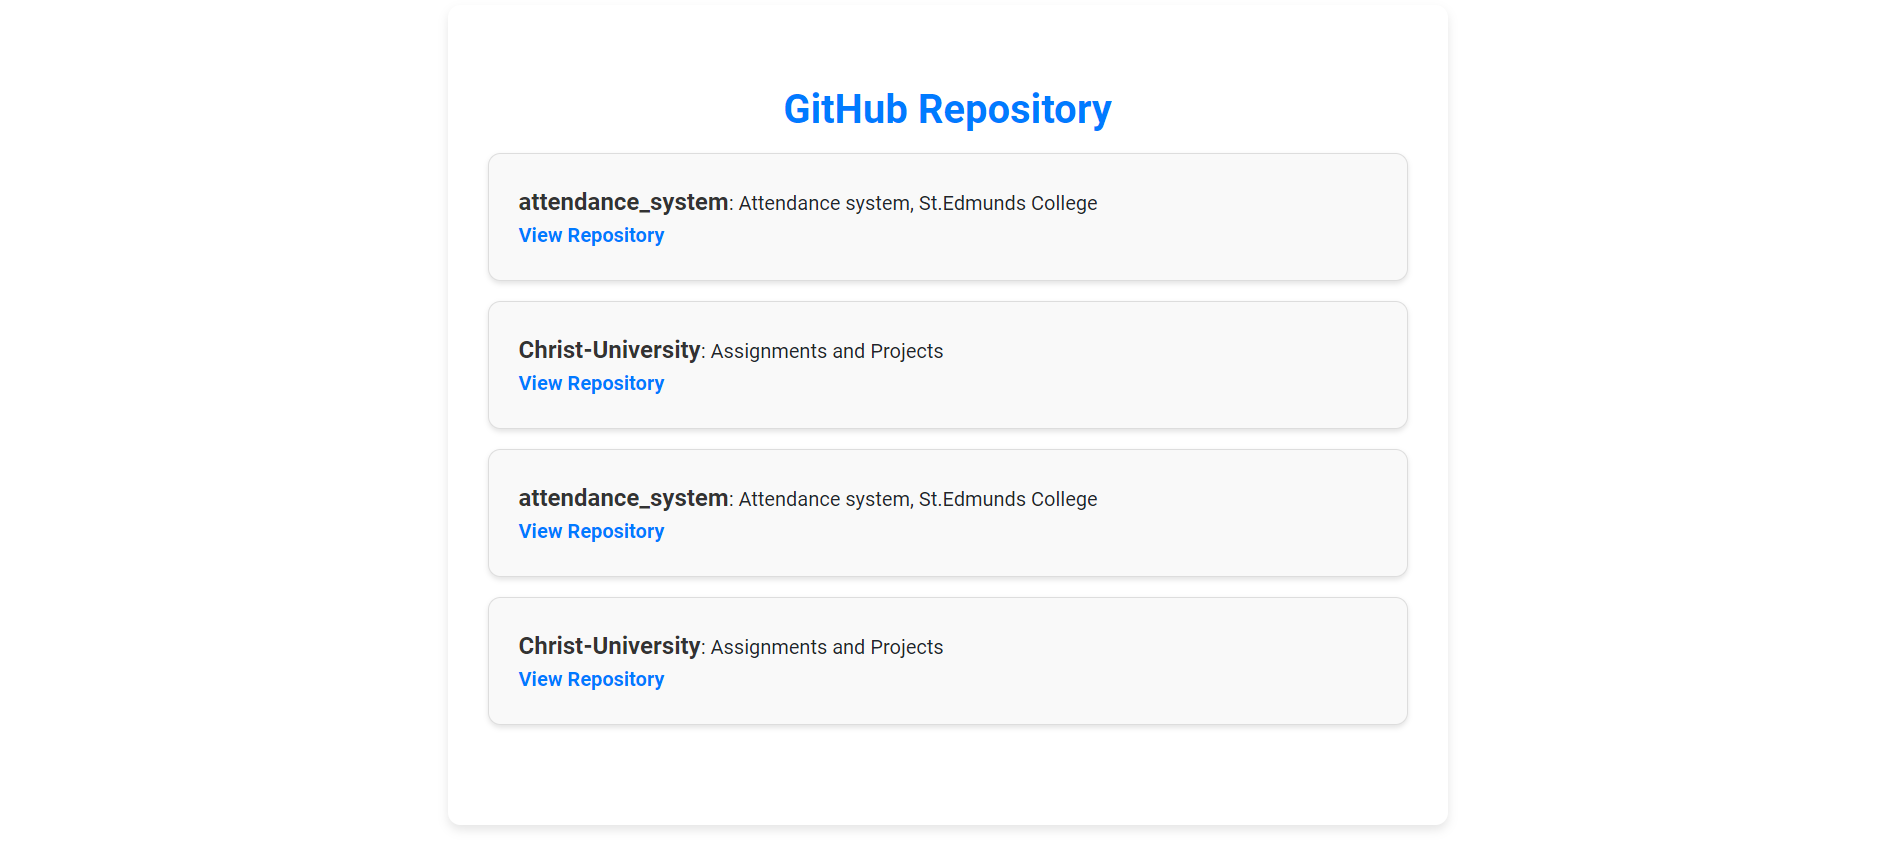 GitHub Repository
attendance_system: Attendance system, St.Edmunds College
View Repository
Christ-University: Assignments and Projects
View Repository
attendance_system: Attendance system, St.Edmunds College
View Repository
Christ-University: Assignments and Projects
View Repository